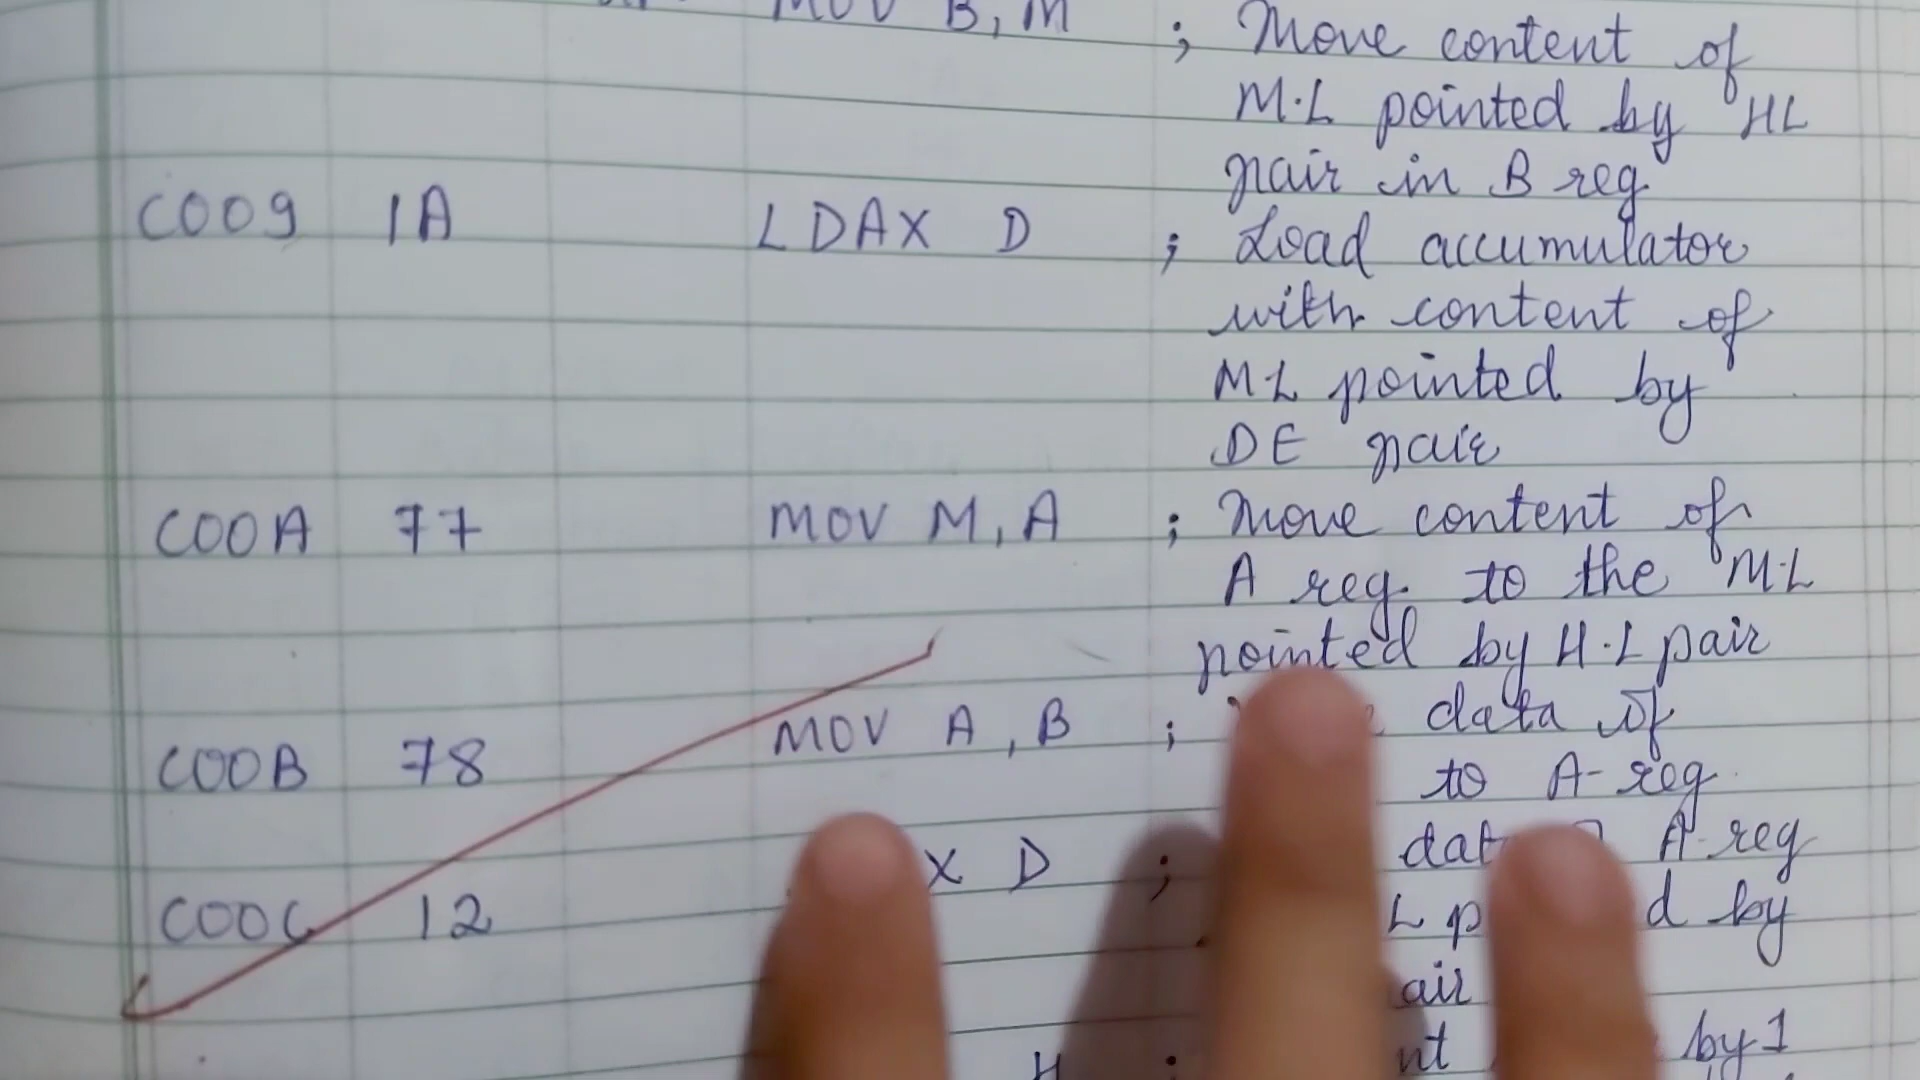 MOV B, M ; Move content of
M.L pointed by HL
pair in B reg
C009 1A LDAX D ; Load accumulator
with content of
ML pointed by
DE pair
C00A 77 MOV M, A ; Move content of
A reg. to the M.L
pointed by H.L pair
C00B 78 MOV A, B ; data of
to A-reg
C00C 12 X D ; A-reg
L by
H ; by 1